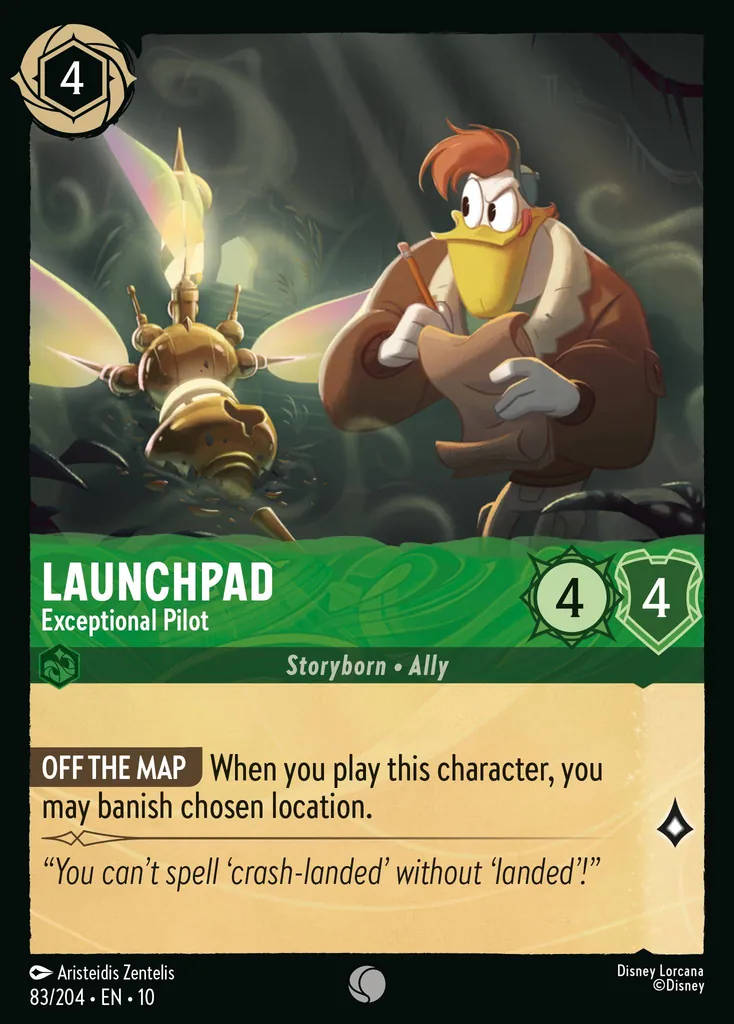 4
LAUNCHPAD
Exceptional Pilot
4
4
Storyborn • Ally
OFF THE MAP When you play this character, you
may banish chosen location.
“You can’t spell ‘crash-landed’ without ‘landed’!”
Aristeidis Zentelis
83/204 • EN • 10
Disney Lorcana
©Disney